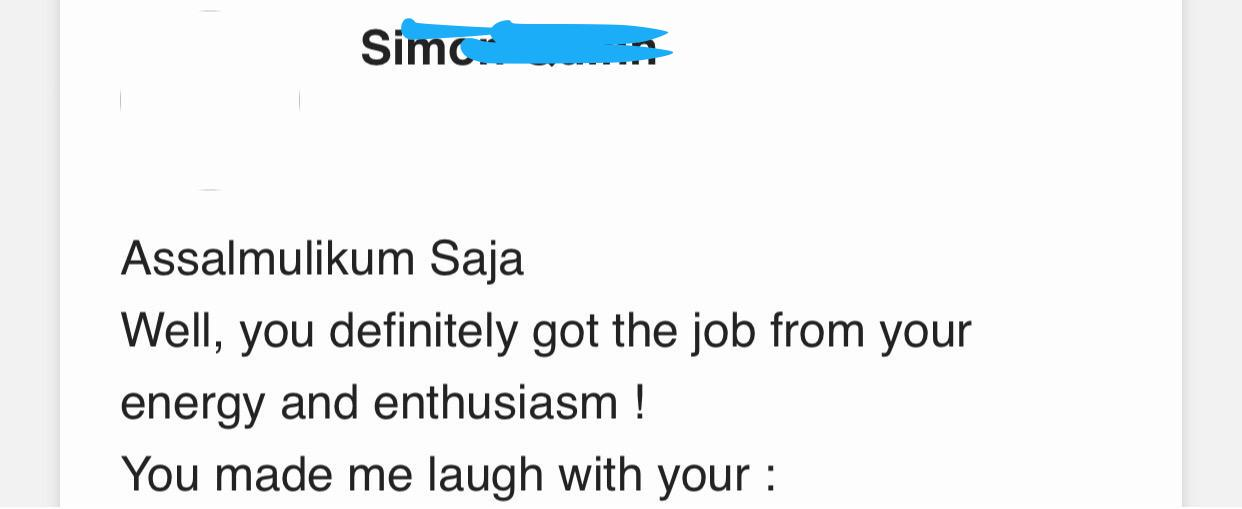 Assalmulikum Saja
Well, you definitely got the job from your
energy and enthusiasm !
You made me laugh with your :